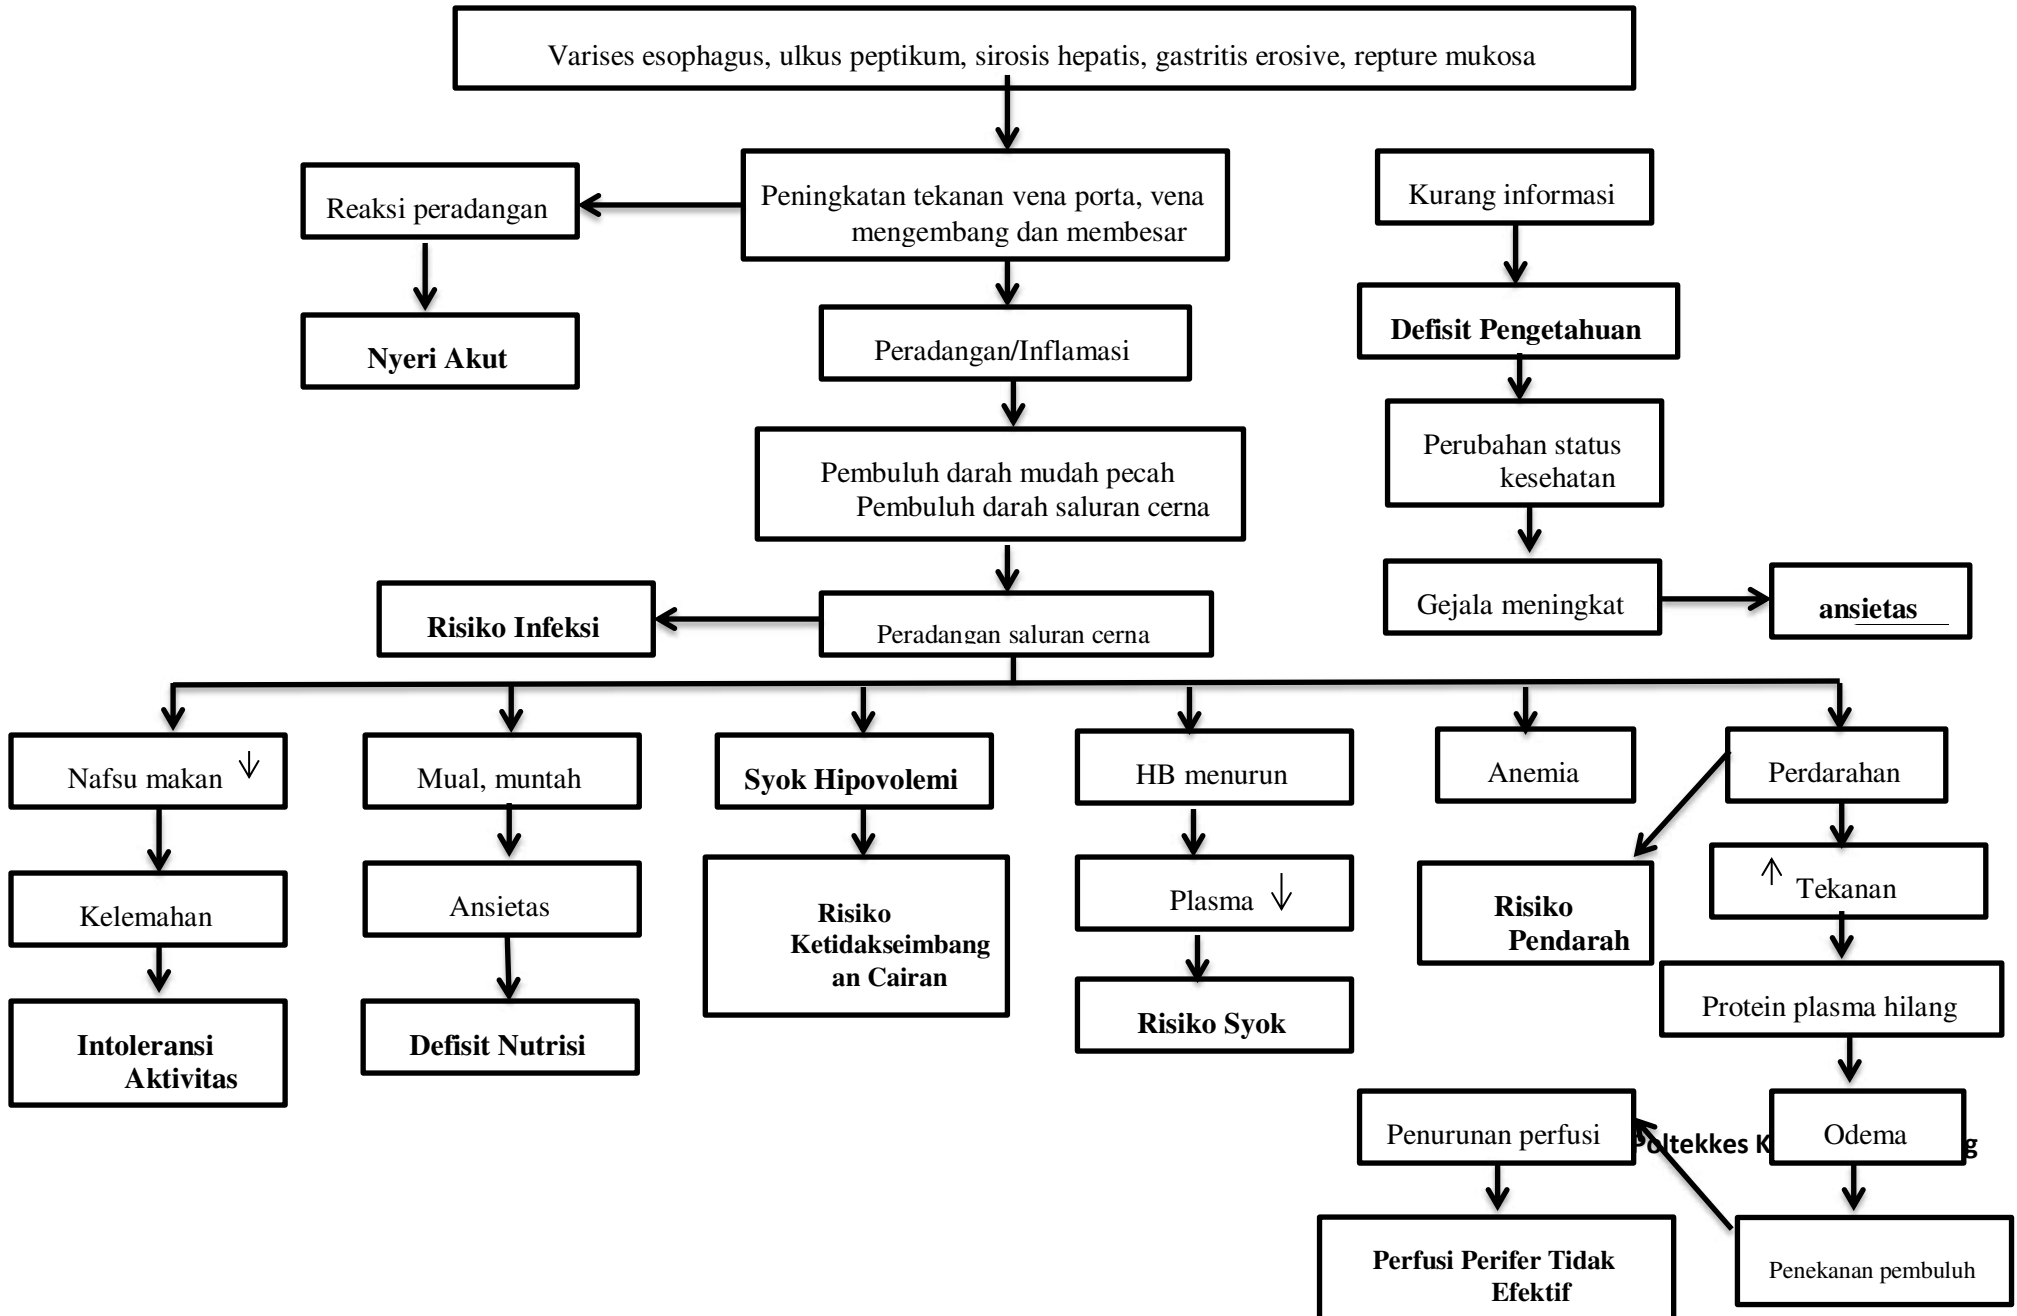 Varises esophagus, ulkus peptikum, sirosis hepatis, gastritis erosive, repture mukosa
Reaksi peradangan
Peningkatan tekanan vena porta, vena
mengembang dan membesar
Kurang informasi
Nyeri Akut
Peradangan/Inflamasi
Defisit Pengetahuan
Pembuluh darah mudah pecah
Pembuluh darah saluran cerna
Perubahan status
kesehatan
Risiko Infeksi
Peradangan saluran cerna
Gejala meningkat
ansietas
Nafsu makan ↓
Mual, muntah
Syok Hipovolemi
HB menurun
Anemia
Perdarahan
Kelemahan
Ansietas
Risiko
Ketidakseimbang
an Cairan
Plasma ↓
Risiko
Pendarah
↑ Tekanan
Intoleransi
Aktivitas
Defisit Nutrisi
Risiko Syok
Protein plasma hilang
Penurunan perfusi
Poltekkes K
g
Odema
Perfusi Perifer Tidak
Efektif
Penekanan pembuluh